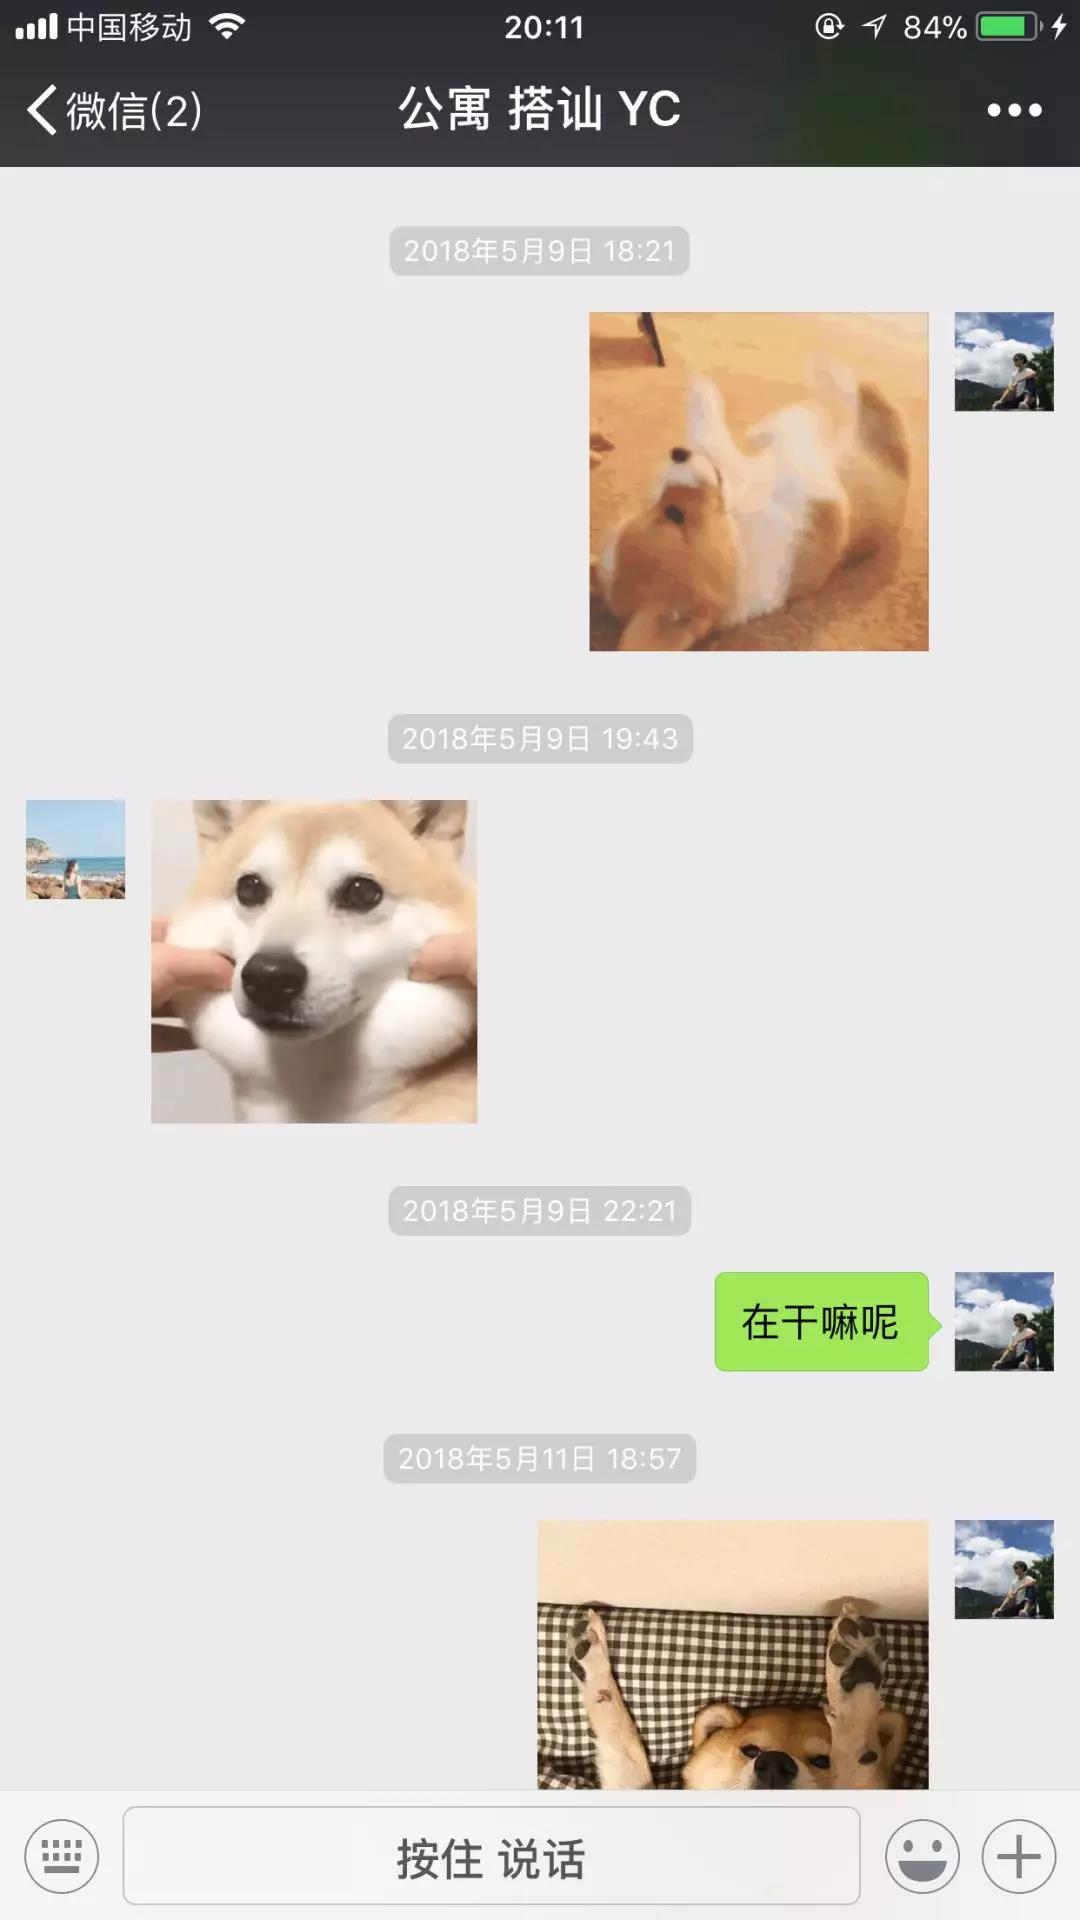 中国移动 20:11 84%
微信(2) 公寓 搭讪 YC
2018年5月9日 18:21
2018年5月9日 19:43
2018年5月9日 22:21
在干嘛呢
2018年5月11日 18:57
按住 说话